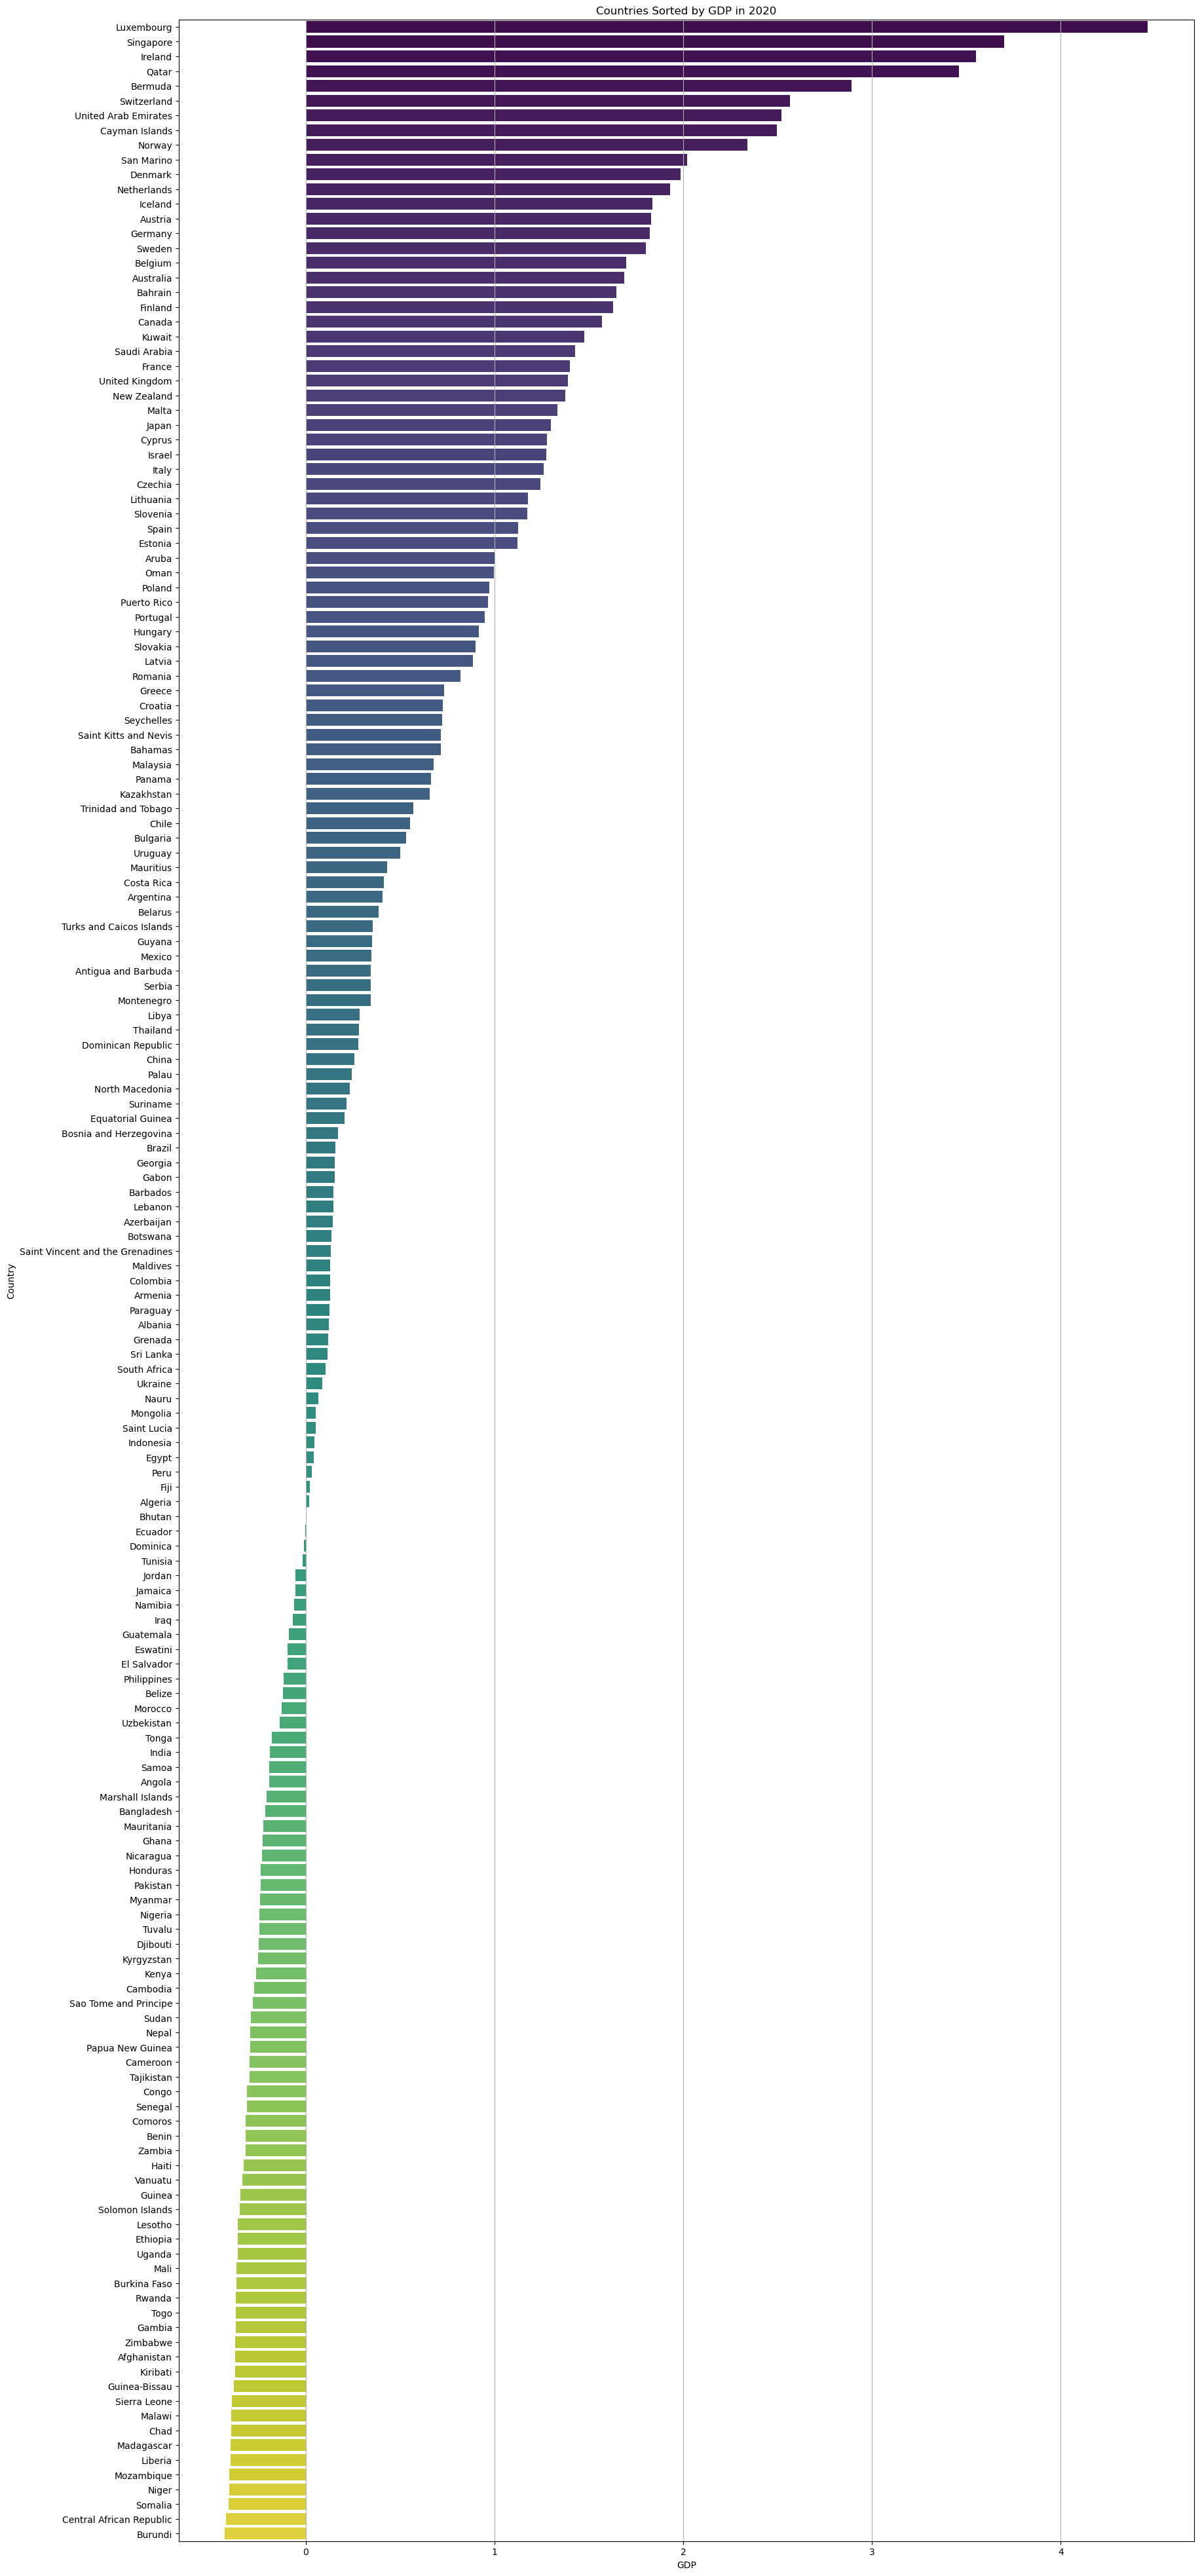 Countries Sorted by GDP in 2020
Luxembourg
Singapore
Ireland
Qatar
Bermuda
Switzerland
United Arab Emirates
Cayman Islands
Norway
San Marino
Denmark
Netherlands
Iceland
Austria
Germany
Sweden
Belgium
Australia
Bahrain
Finland
Canada
Kuwait
Saudi Arabia
France
United Kingdom
New Zealand
Malta
Japan
Cyprus
Israel
Italy
Czechia
Lithuania
Slovenia
Spain
Estonia
Aruba
Oman
Poland
Puerto Rico
Portugal
Hungary
Slovakia
Latvia
Romania
Greece
Croatia
Seychelles
Saint Kitts and Nevis
Bahamas
Malaysia
Panama
Kazakhstan
Trinidad and Tobago
Chile
Bulgaria
Uruguay
Mauritius
Costa Rica
Argentina
Belarus
Turks and Caicos Islands
Guyana
Mexico
Antigua and Barbuda
Serbia
Montenegro
Libya
Thailand
Dominican Republic
China
Palau
North Macedonia
Suriname
Equatorial Guinea
Bosnia and Herzegovina
Brazil
Georgia
Gabon
Barbados
Lebanon
Azerbaijan
Botswana
Saint Vincent and the Grenadines
Maldives
Country
Colombia
Armenia
Paraguay
Albania
Grenada
Sri Lanka
South Africa
Ukraine
Nauru
Mongolia
Saint Lucia
Indonesia
Egypt
Peru
Fiji
Algeria
Bhutan
Ecuador
Dominica
Tunisia
Jordan
Jamaica
Namibia
Iraq
Guatemala
Eswatini
El Salvador
Philippines
Belize
Morocco
Uzbekistan
Tonga
India
Samoa
Angola
Marshall Islands
Bangladesh
Mauritania
Ghana
Nicaragua
Honduras
Pakistan
Myanmar
Nigeria
Tuvalu
Djibouti
Kyrgyzstan
Kenya
Cambodia
Sao Tome and Principe
Sudan
Nepal
Papua New Guinea
Cameroon
Tajikistan
Congo
Senegal
Comoros
Benin
Zambia
Haiti
Vanuatu
Guinea
Solomon Islands
Lesotho
Ethiopia
Uganda
Mali
Burkina Faso
Rwanda
Togo
Gambia
Zimbabwe
Afghanistan
Kiribati
Guinea-Bissau
Sierra Leone
Malawi
Chad
Madagascar
Liberia
Mozambique
Niger
Somalia
Central African Republic
Burundi
0 1 2 3 4
GDP